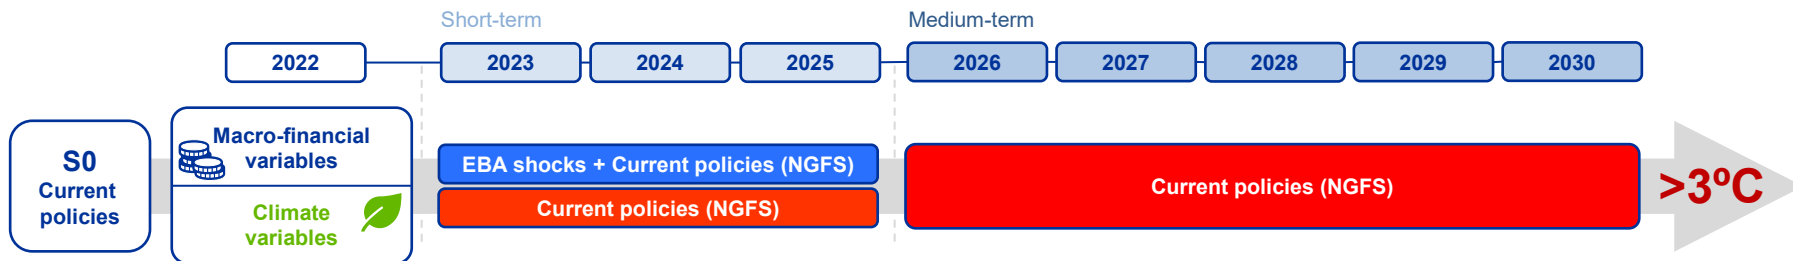 Short-term
Medium-term
2022
2023
2024
2025
2026
2027
2028
2029
2030
S0
Current
policies
Macro-financial
variables
Climate
variables
EBA shocks + Current policies (NGFS)
Current policies (NGFS)
Current policies (NGFS)
>3ºC